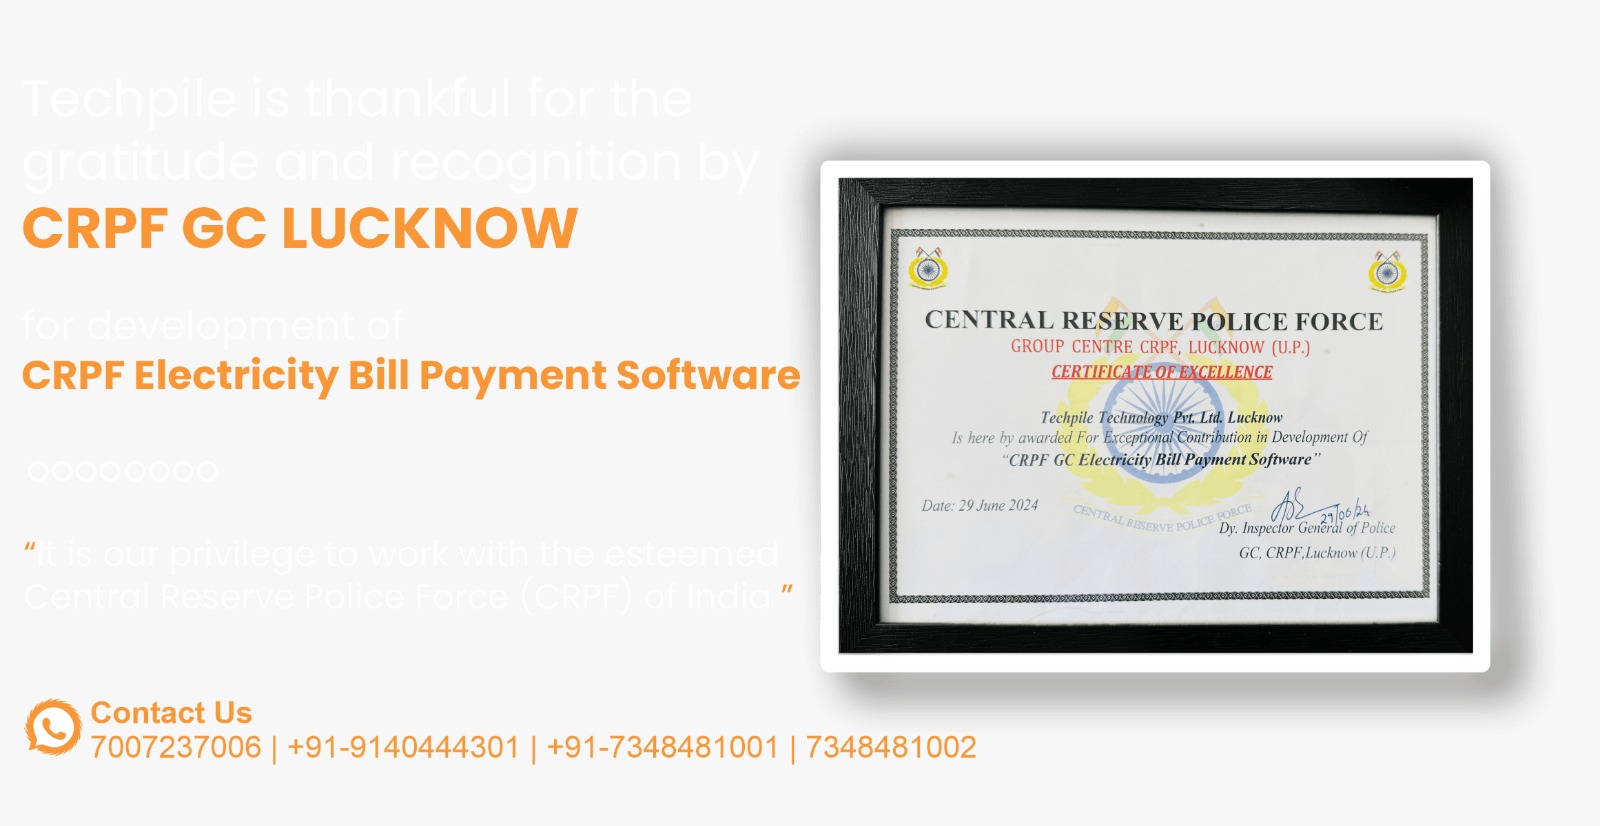 Techpile is thankful for the
gratitude and recognition by
CRPF GC LUCKNOW
for development of
CRPF Electricity Bill Payment Software
“It is our privilege to work with the esteemed
Central Reserve Police Force (CRPF) of India ”
Contact Us
7007237006 | +91-9140444301 | +91-7348481001 | 7348481002
CENTRAL RESERVE POLICE FORCE
GROUP CENTRE CRPF, LUCKNOW (U.P.)
CERTIFICATE OF EXCELLENCE
Techpile Technology Pvt. Ltd. Lucknow
Is here by awarded For Exceptional Contribution in Development Of
“CRPF GC Electricity Bill Payment Software”
Date: 29 June 2024
29/06/24
Dy. Inspector General of Police
GC, CRPF,Lucknow (U.P.)
CENTRAL RESERVE POLICE FORCE